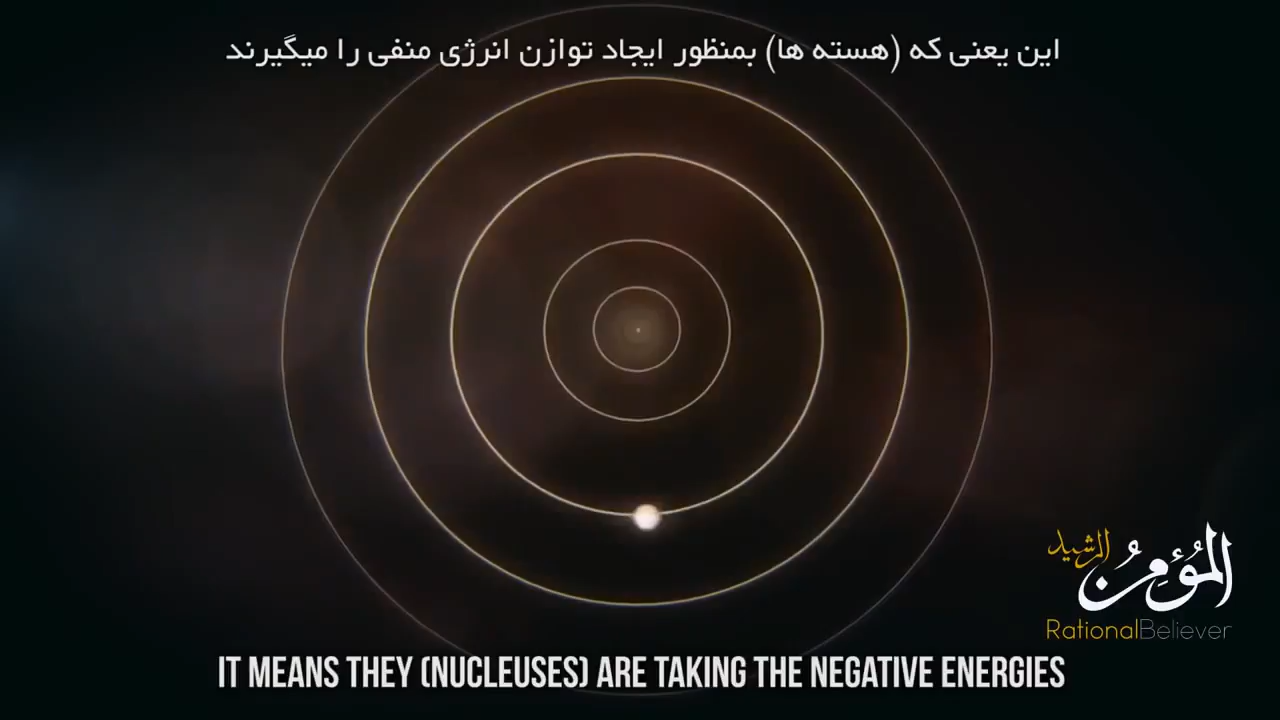 این یعنی که (هسته ها) بمنظور ایجاد توازن انرژی منفی را میگیرند
المؤمن الرشيد
RationalBeliever
IT MEANS THEY (NUCLEUSES) ARE TAKING THE NEGATIVE ENERGIES